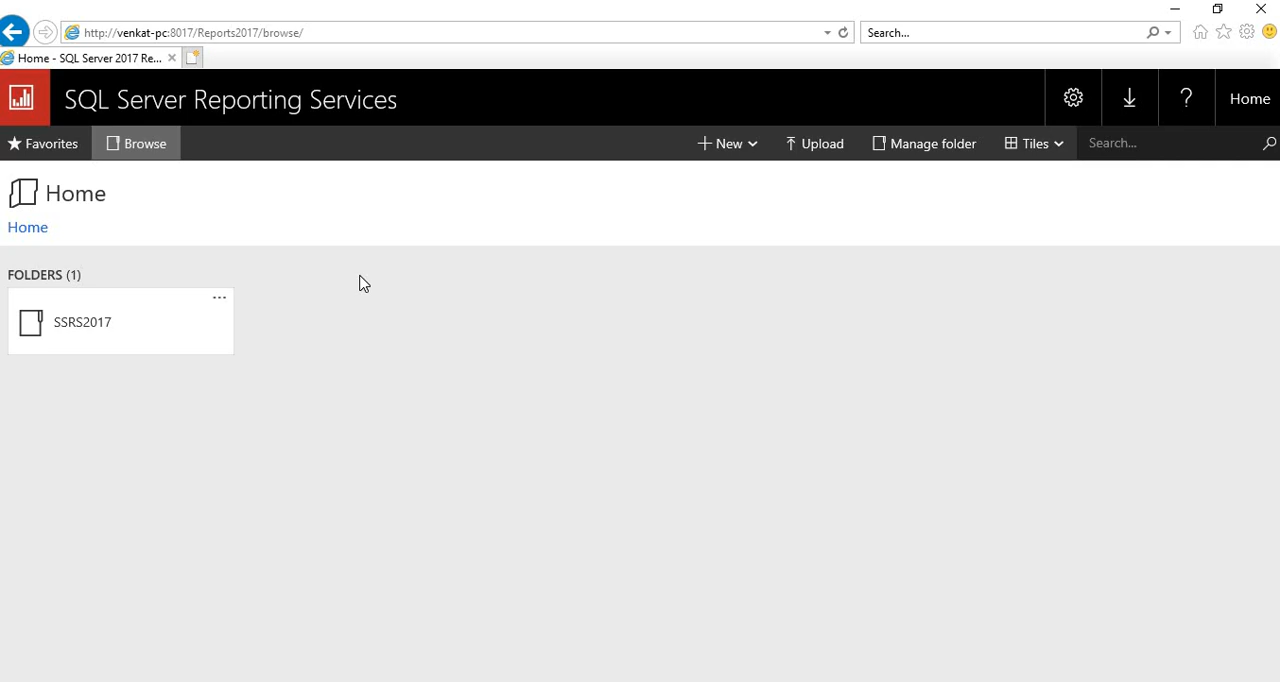 http://venkat-pc:8017/Reports2017/browse/
Search...
Home - SQL Server 2017 Re...
SQL Server Reporting Services
?
Home
Favorites
Browse
New
Upload
Manage folder
Tiles
Search...
Home
Home
FOLDERS (1)
...
SSRS2017